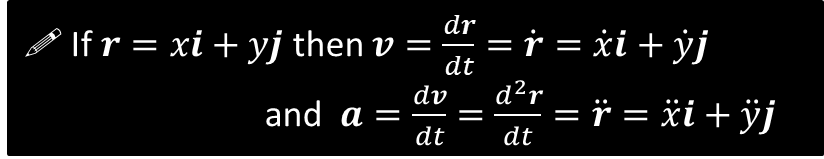 If r = xi + yj then v = dr/dt = ṙ = ẋi + ẏj
and a = dv/dt = d²r/dt = r̈ = ẍi + ÿj